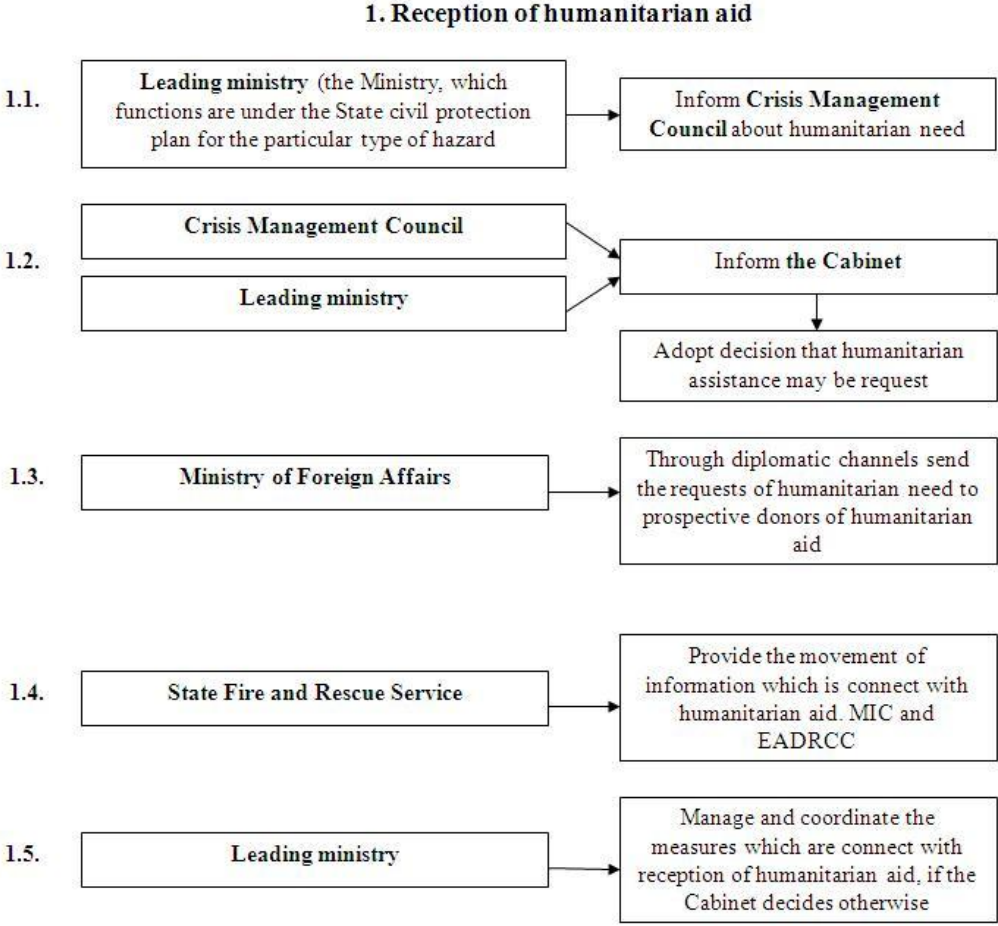 1. Reception of humanitarian aid
1.1.
Leading ministry (the Ministry, which
functions are under the State civil protection
plan for the particular type of hazard
Inform Crisis Management
Council about humanitarian need
1.2.
Crisis Management Council
Leading ministry
Inform the Cabinet
Adopt decision that humanitarian
assistance may be request
1.3.
Ministry of Foreign Affairs
Through diplomatic channels send
the requests of humanitarian need to
prospective donors of humanitarian
aid
1.4.
State Fire and Rescue Service
Provide the movement of
information which is connect with
humanitarian aid. MIC and
EADRCC
1.5.
Leading ministry
Manage and coordinate the
measures which are connect with
reception of humanitarian aid, if the
Cabinet decides otherwise